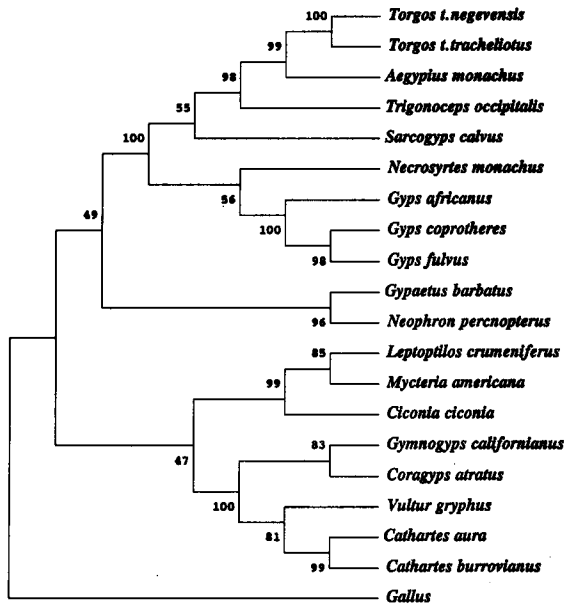 100 Torgos t.negevensis
Torgos t.tracheliotus
99
Aegypius monachus
98
Trigonoceps occipitalis
55
Sarcogyps calvus
100
Necrosyrtes monachus
56
Gyps africanus
49
100
Gyps coprotheres
98 Gyps fulvus
Gypaetus barbatus
96 Neophron percnopterus
85 Leptoptilos crumeniferus
Mycteria americana
99
Ciconia ciconia
83 Gymnogyps californianus
47
Coragyps atratus
100
Vultur gryphus
81
Cathartes aura
99 Cathartes burrovianus
Gallus